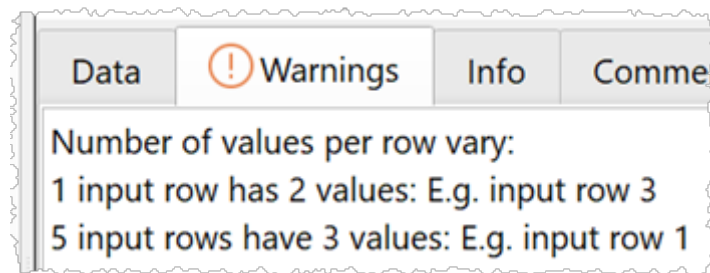 Data Warnings Info Comme
Number of values per row vary:
1 input row has 2 values: E.g. input row 3
5 input rows have 3 values: E.g. input row 1